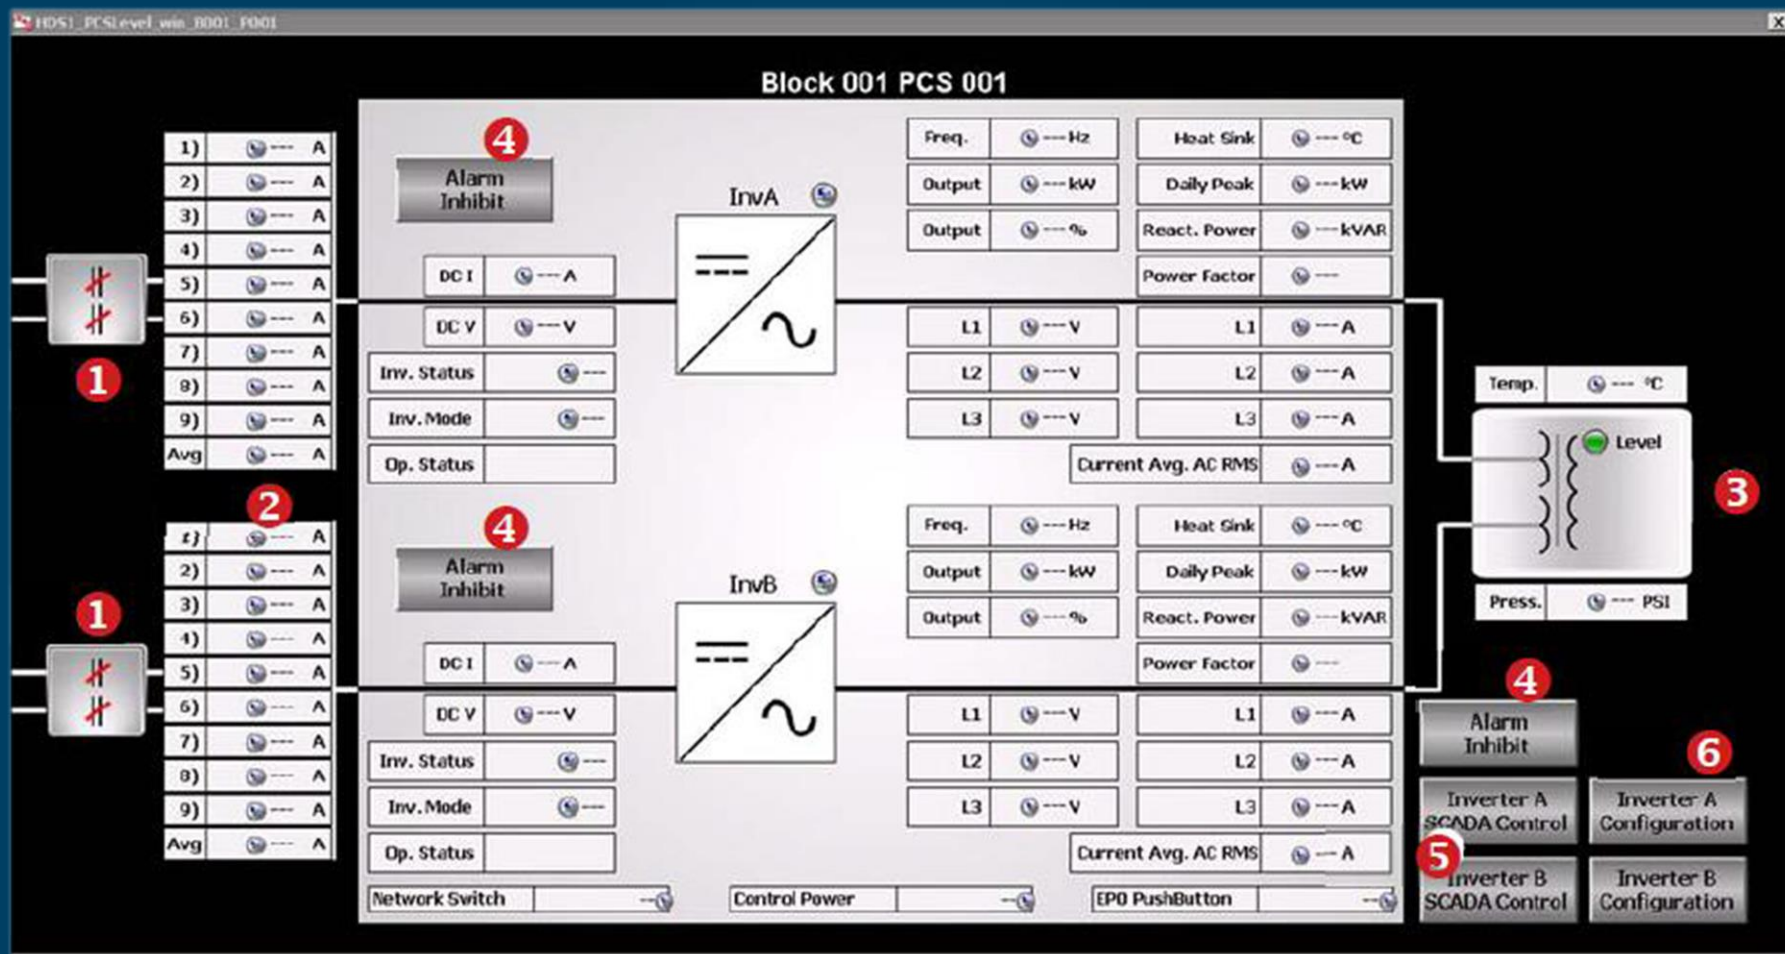 HDS1_PCSLevel_win_B001_P001
X
Block 001 PCS 001
1) --- A
2) --- A
3) --- A
4) --- A
5) --- A
6) --- A
7) --- A
8) --- A
9) --- A
Avg --- A
1
4
Alarm
Inhibit
DC I --- A
DC V --- V
Inv. Status ---
Inv. Mode ---
Op. Status
InvA
Freq. --- Hz
Output --- kW
Output --- %
Heat Sink --- °C
Daily Peak --- kW
React. Power --- kVAR
Power Factor ---
L1 --- V
L2 --- V
L3 --- V
L1 --- A
L2 --- A
L3 --- A
Current Avg. AC RMS --- A
Temp. --- °C
Level
3
Press. --- PSI
2
1) --- A
2) --- A
3) --- A
4) --- A
5) --- A
6) --- A
7) --- A
8) --- A
9) --- A
Avg --- A
1
4
Alarm
Inhibit
DC I --- A
DC V --- V
Inv. Status ---
Inv. Mode ---
Op. Status
InvB
Freq. --- Hz
Output --- kW
Output --- %
Heat Sink --- °C
Daily Peak --- kW
React. Power --- kVAR
Power Factor ---
L1 --- V
L2 --- V
L3 --- V
L1 --- A
L2 --- A
L3 --- A
Current Avg. AC RMS --- A
Network Switch --
Control Power --
EPO PushButton --
4
Alarm
Inhibit
6
Inverter A
SCADA Control
Inverter A
Configuration
5
Inverter B
SCADA Control
Inverter B
Configuration